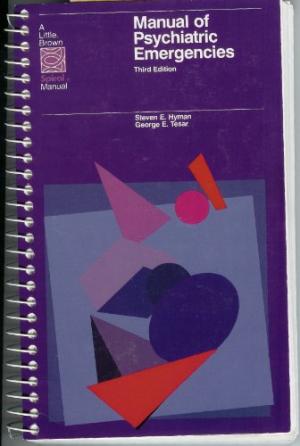 A
Little,
Brown
Spiral
Manual
Manual of
Psychiatric
Emergencies
Third Edition
Steven E. Hyman
George E. Tesar